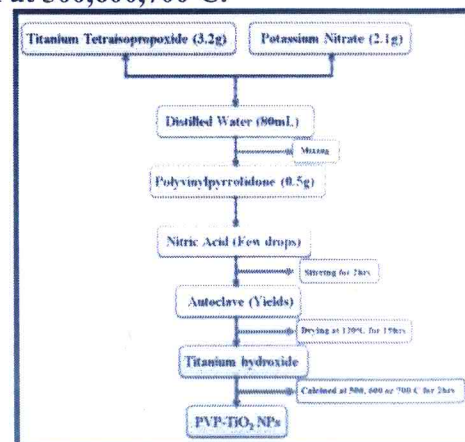 at 500,600,700 C.
Titanium Tetraisopropoxide (3.2g) Potassium Nitrate (2.1g)
Distilled Water (80mL)
Mixing
Polyvinylpyrrolidone (0.5g)
Nitric Acid (Few drops)
Stirring for 2hrs
Autoclave (Yields)
Drying at 120°C for 15hrs
Titanium hydroxide
Calcined at 500, 600 or 700 C for 2hrs
PVP-TiO₂ NPs